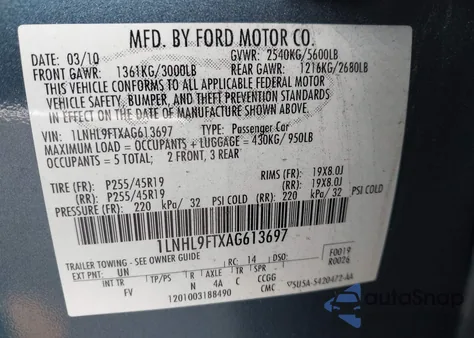 MFD. BY FORD MOTOR CO.
DATE: 03/10 GVWR: 2540KG/5600LB
FRONT GAWR: 1361KG/3000LB REAR GAWR: 1216KG/2680LB
THIS VEHICLE CONFORMS TO ALL APPLICABLE FEDERAL MOTOR
VEHICLE SAFETY, BUMPER, AND THEFT PREVENTION STANDARDS
IN EFFECT ON THE DATE OF MANUFACTURE SHOWN ABOVE.
VIN: 1LNHL9FTXAG613697 TYPE: Passenger Car
MAXIMUM LOAD = OCCUPANTS + LUGGAGE = 430KG/ 950LB
OCCUPANTS = 5 TOTAL; 2 FRONT, 3 REAR
TIRE (FR) P255/45R19 RIMS (FR) 19X8.0J
(R) P255/45R19 (R) 19X8.0J
PRESSURE (FR) 220 kPa/ 32 PSI COLD (R) 220 kPa/ 32 PSI COLD
1LNHL9FTXAG613697
TRAILER TOWING - SEE OWNER GUIDE
F0019
R0026
EXT PNT: UN RC: 14 DSO:
INT TR TP/PS R AXLE TR SPR
FV N 4A C CCGG
1201003188490 CMC 5U5A-5420472-AA
autoSnap